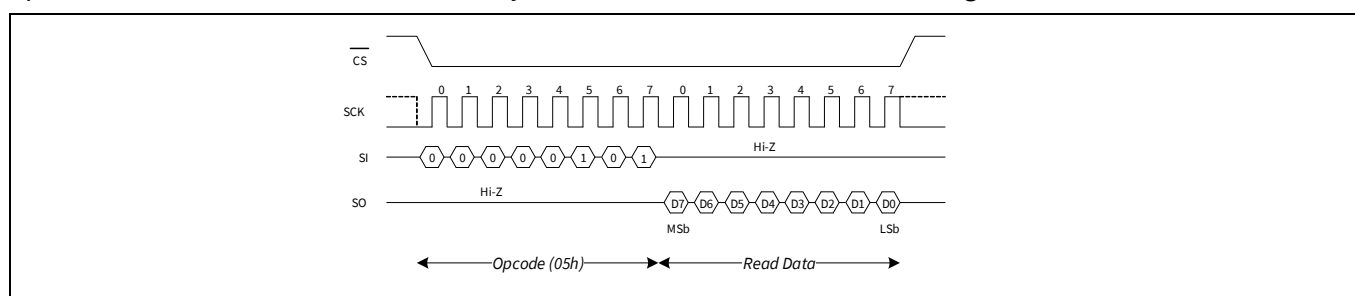 CS
0 1 2 3 4 5 6 7 0 1 2 3 4 5 6 7
SCK
Hi-Z
SI 0 0 0 0 0 1 0 1
Hi-Z
SO D7 D6 D5 D4 D3 D2 D1 D0
MSb LSb
Opcode (05h) Read Data